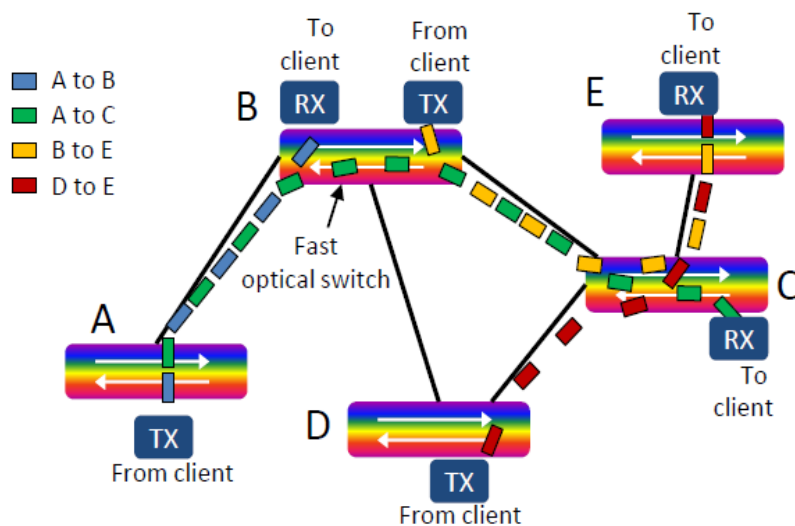 A to B
A to C
B to E
D to E
To
client
From
client
B
RX
TX
Fast
optical switch
To
client
E
RX
A
TX
From client
D
TX
From client
C
RX
To
client